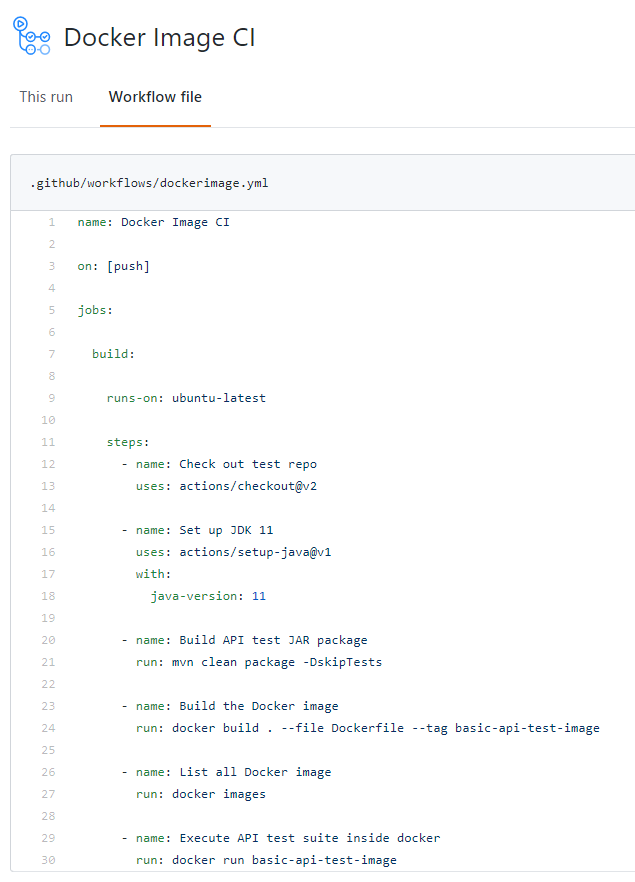 Docker Image CI
This run Workflow file
.github/workflows/dockerimage.yml
1 name: Docker Image CI
2
3 on: [push]
4
5 jobs:
6
7 build:
8
9 runs-on: ubuntu-latest
10
11 steps:
12 - name: Check out test repo
13 uses: actions/checkout@v2
14
15 - name: Set up JDK 11
16 uses: actions/setup-java@v1
17 with:
18 java-version: 11
19
20 - name: Build API test JAR package
21 run: mvn clean package -DskipTests
22
23 - name: Build the Docker image
24 run: docker build . --file Dockerfile --tag basic-api-test-image
25
26 - name: List all Docker image
27 run: docker images
28
29 - name: Execute API test suite inside docker
30 run: docker run basic-api-test-image